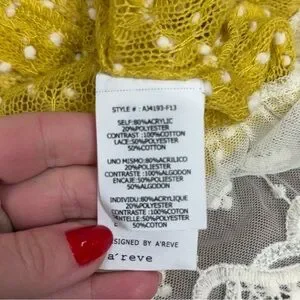 STYLE # : A34193-F13
SELF:80%ACRYLIC
20%POLYESTER
CONTRAST :100%COTTON
LACE:50%POLYESTER
50%COTTON
UNO MISMO:80%ACRILICO
20%POLIESTER
CONTRASTE :100%ALGODON
ENCAJE:50%POLIESTER
50%ALGODON
INDIVIDU:80%ACRYLIQUE
20%POLYESTER
CONTRASTE :100%COTON
DENTELLE:50%POLYESTER
50%COTON
DESIGNED BY A'REVE
a'reve